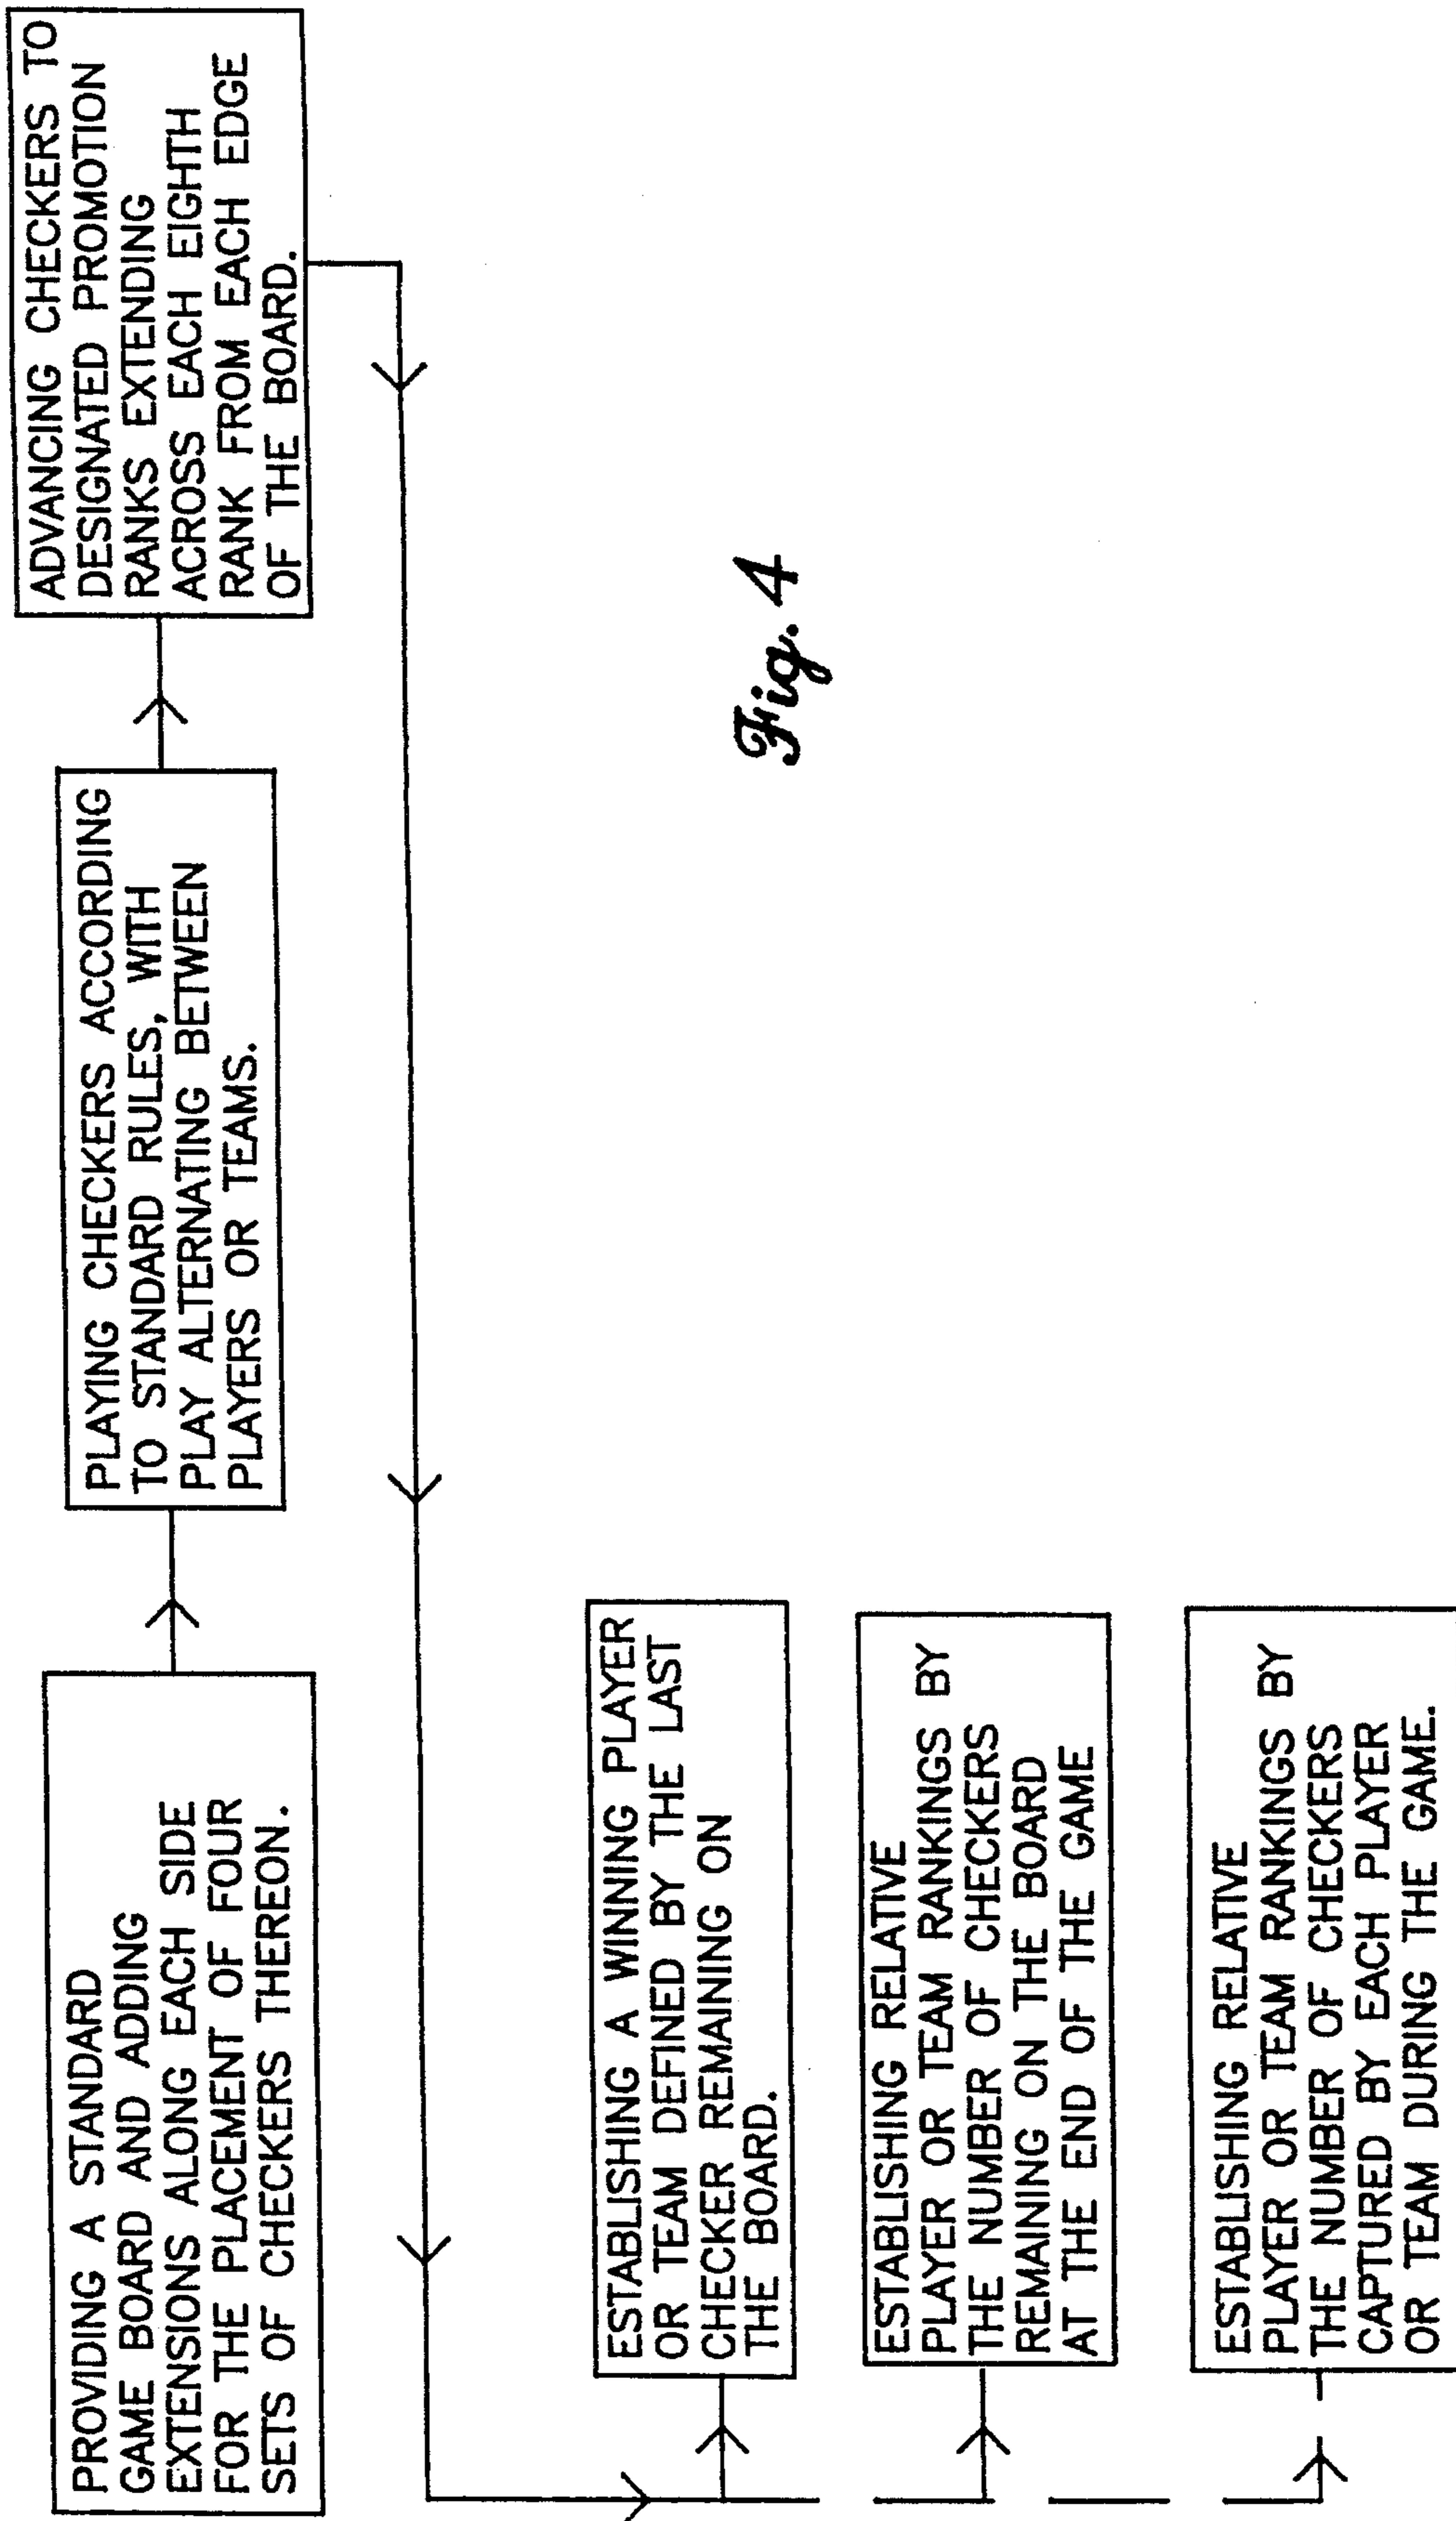 PROVIDING A STANDARD
GAME BOARD AND ADDING
EXTENSIONS ALONG EACH SIDE
FOR THE PLACEMENT OF FOUR
SETS OF CHECKERS THEREON.
PLAYING CHECKERS ACCORDING
TO STANDARD RULES, WITH
PLAY ALTERNATING BETWEEN
PLAYERS OR TEAMS.
ADVANCING CHECKERS TO
DESIGNATED PROMOTION
RANKS EXTENDING
ACROSS EACH EIGHTH
RANK FROM EACH EDGE
OF THE BOARD.
ESTABLISHING A WINNING PLAYER
OR TEAM DEFINED BY THE LAST
CHECKER REMAINING ON
THE BOARD.
ESTABLISHING RELATIVE
PLAYER OR TEAM RANKINGS BY
THE NUMBER OF CHECKERS
REMAINING ON THE BOARD
AT THE END OF THE GAME
ESTABLISHING RELATIVE
PLAYER OR TEAM RANKINGS BY
THE NUMBER OF CHECKERS
CAPTURED BY EACH PLAYER
OR TEAM DURING THE GAME.
Fig. 4